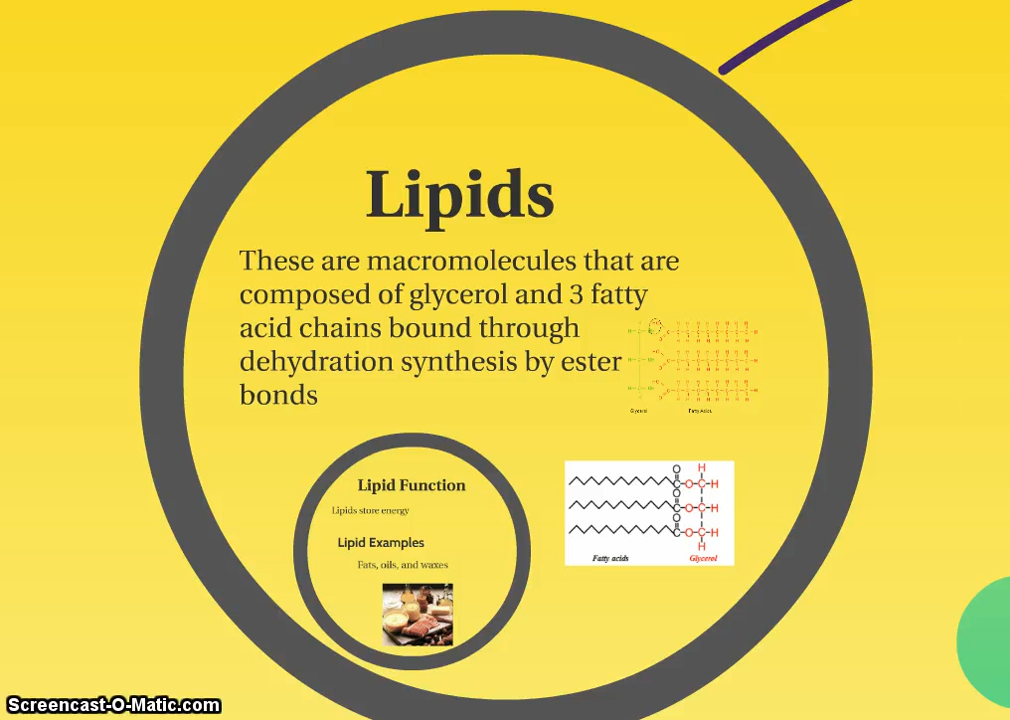 Lipids
These are macromolecules that are
composed of glycerol and 3 fatty
acid chains bound through
dehydration synthesis by ester
bonds
Glycerol
Fatty Acids
Lipid Function
Lipids store energy
Lipid Examples
Fats, oils, and waxes
O H
C-O-C-H
O
C-O-C-H
O
C-O-C-H
H
Fatty acids Glycerol
Screencast-O-Matic.com